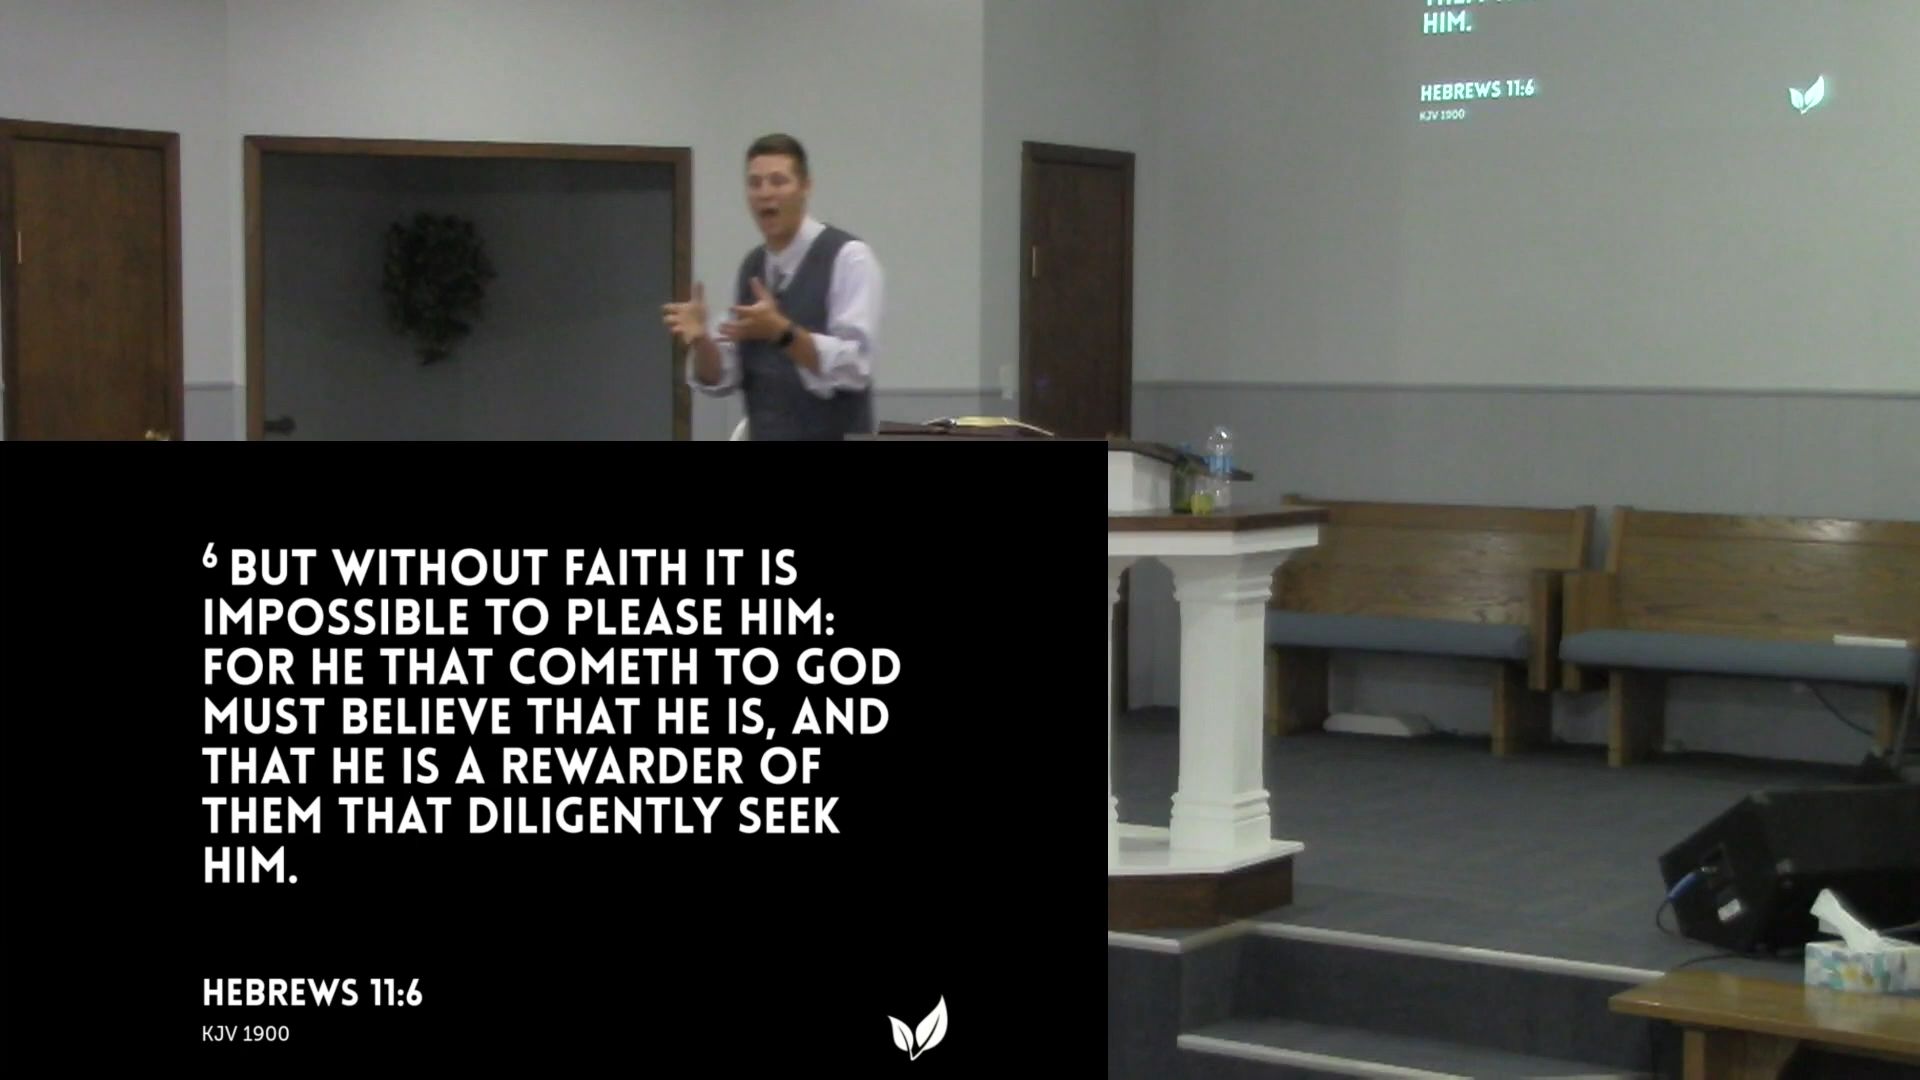 HIM.
HEBREWS 11:6
KJV 1900
6 BUT WITHOUT FAITH IT IS
IMPOSSIBLE TO PLEASE HIM:
FOR HE THAT COMETH TO GOD
MUST BELIEVE THAT HE IS, AND
THAT HE IS A REWARDER OF
THEM THAT DILIGENTLY SEEK
HIM.
HEBREWS 11:6
KJV 1900